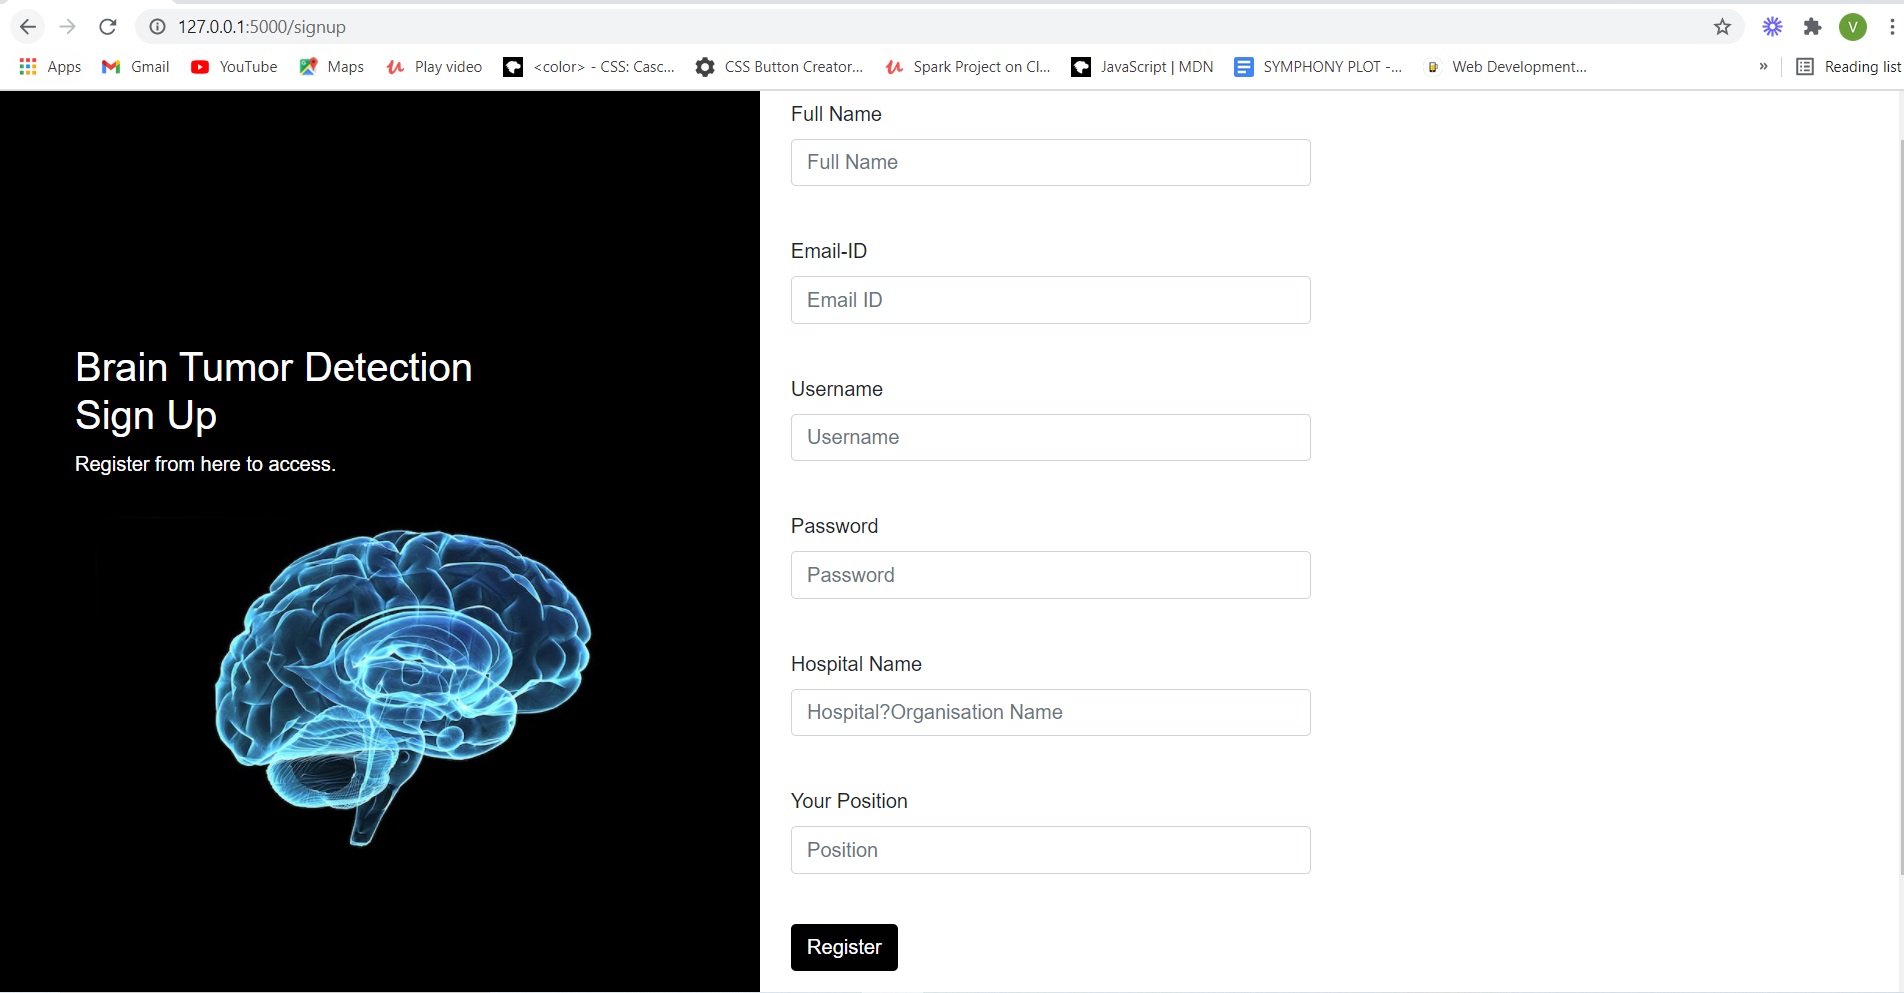 127.0.0.1:5000/signup
V
Apps Gmail YouTube Maps Play video <color> - CSS: Casc... CSS Button Creator... Spark Project on Cl... JavaScript | MDN SYMPHONY PLOT -... Web Development... » Reading list
Brain Tumor Detection
Sign Up
Register from here to access.
Full Name
Full Name
Email-ID
Email ID
Username
Username
Password
Password
Hospital Name
Hospital?Organisation Name
Your Position
Position
Register